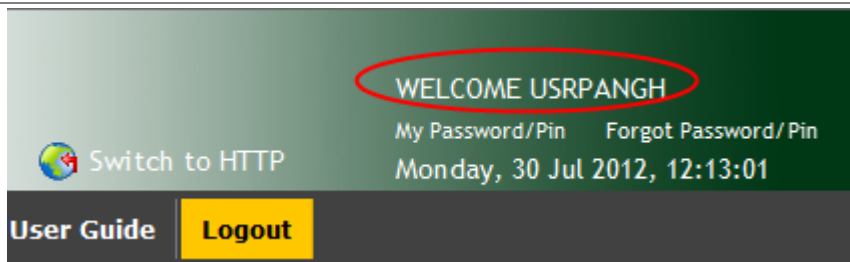 WELCOME USRPANGH
My Password/Pin Forgot Password/Pin
Switch to HTTP
Monday, 30 Jul 2012, 12:13:01
User Guide Logout